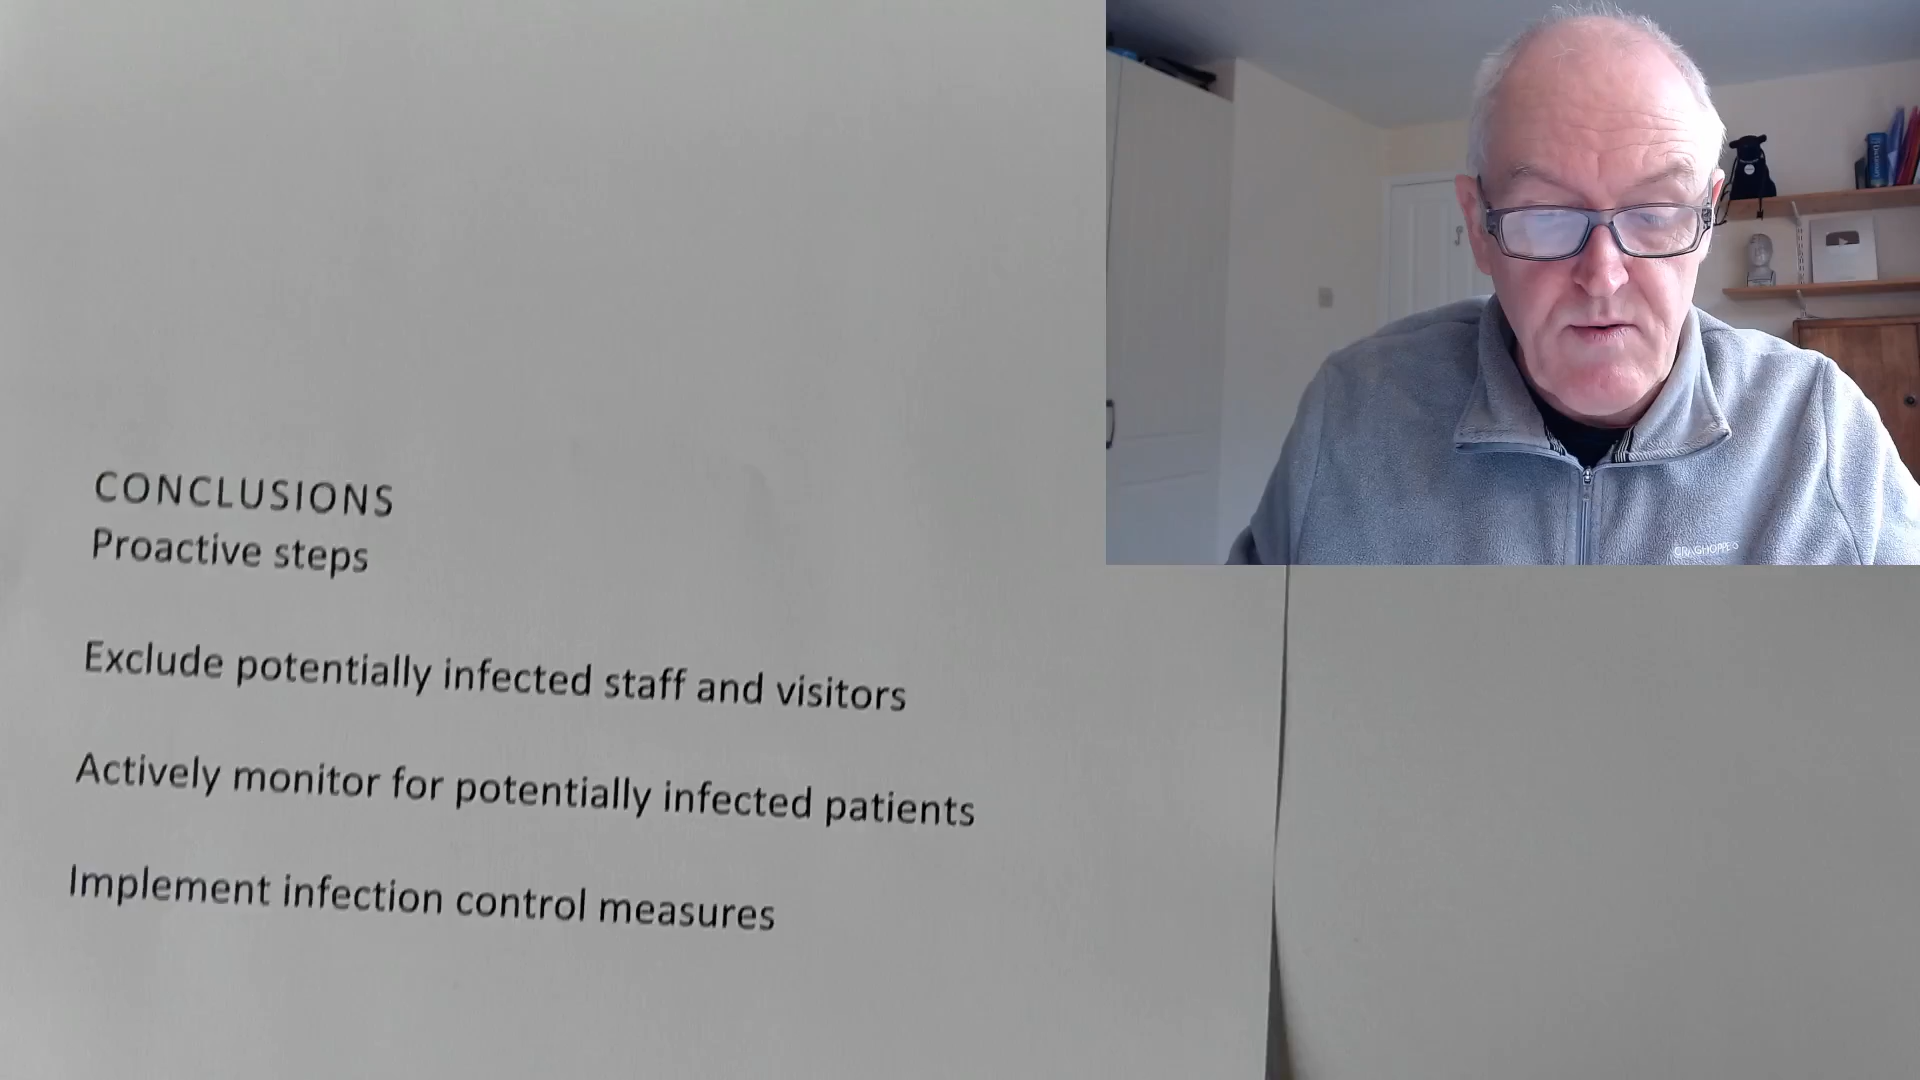 CONCLUSIONS
Proactive steps
Exclude potentially infected staff and visitors
Actively monitor for potentially infected patients
Implement infection control measures